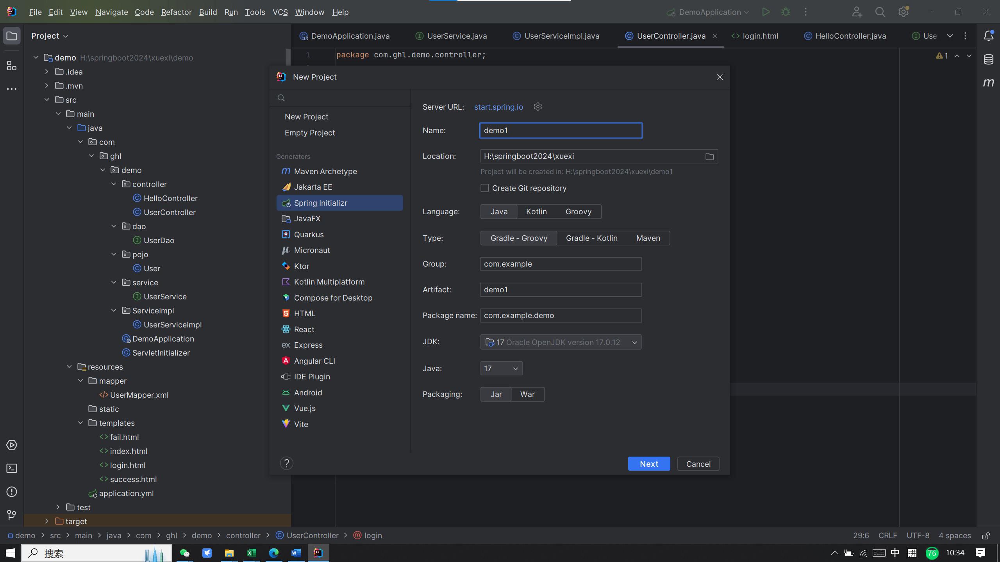 File Edit View Navigate Code Refactor Build Run Tools VCS Window Help
DemoApplication
Project
DemoApplication.java
UserService.java
UserServiceImpl.java
UserController.java
login.html
HelloController.java
Use
1
package com.ghl.demo.controller;
1
demo H:\springboot2024\xuexi\demo
.idea
.mvn
src
main
java
com
ghl
demo
controller
HelloController
UserController
dao
UserDao
pojo
User
service
UserService
ServiceImpl
UserServiceImpl
DemoApplication
ServletInitializer
resources
mapper
UserMapper.xml
static
templates
fail.html
index.html
login.html
success.html
application.yml
test
target
New Project
New Project
Empty Project
Generators
Maven Archetype
Jakarta EE
Spring Initializr
JavaFX
Quarkus
Micronaut
Ktor
Kotlin Multiplatform
Compose for Desktop
HTML
React
Express
Angular CLI
IDE Plugin
Android
Vue.js
Vite
Server URL: start.spring.io
Name: demo1
Location: H:\springboot2024\xuexi
Project will be created in: H:\springboot2024\xuexi\demo1
Create Git repository
Language: Java Kotlin Groovy
Type: Gradle - Groovy Gradle - Kotlin Maven
Group: com.example
Artifact: demo1
Package name: com.example.demo
JDK: 17 Oracle OpenJDK version 17.0.12
Java: 17
Packaging: Jar War
?
Next
Cancel
demo > src > main > java > com > ghl > demo > controller > UserController > login
29:6 CRLF UTF-8 4 spaces
搜索
中
拼
76
10:34